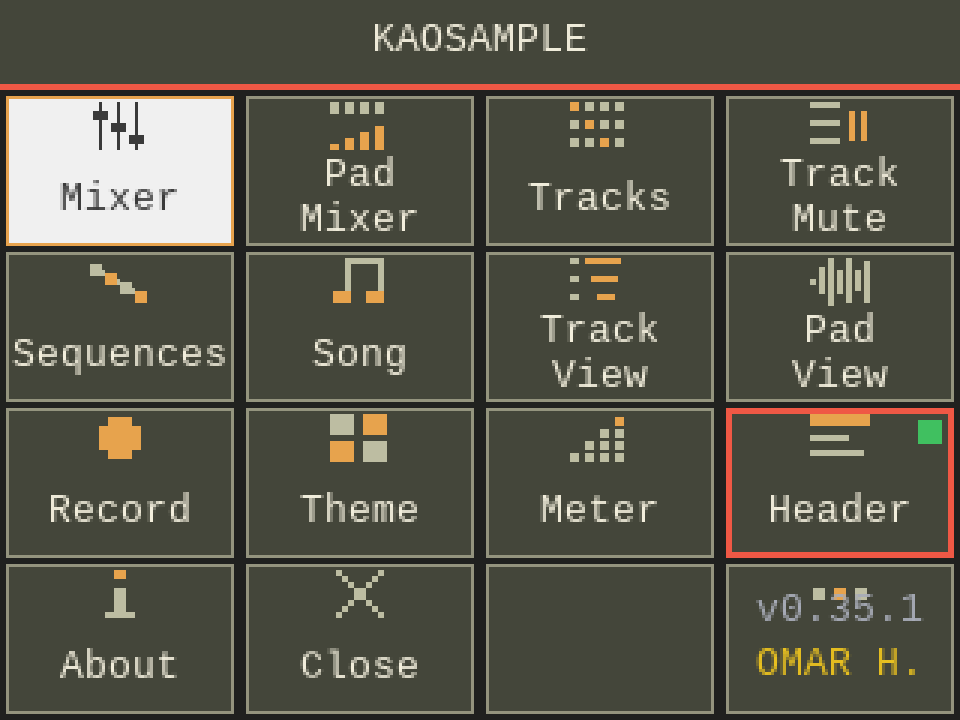 KAOSAMPLE
Mixer
Pad
Mixer
Tracks
Track
Mute
Sequences
Song
Track
View
Pad
View
Record
Theme
Meter
Header
About
Close
v0.35.1
OMAR H.